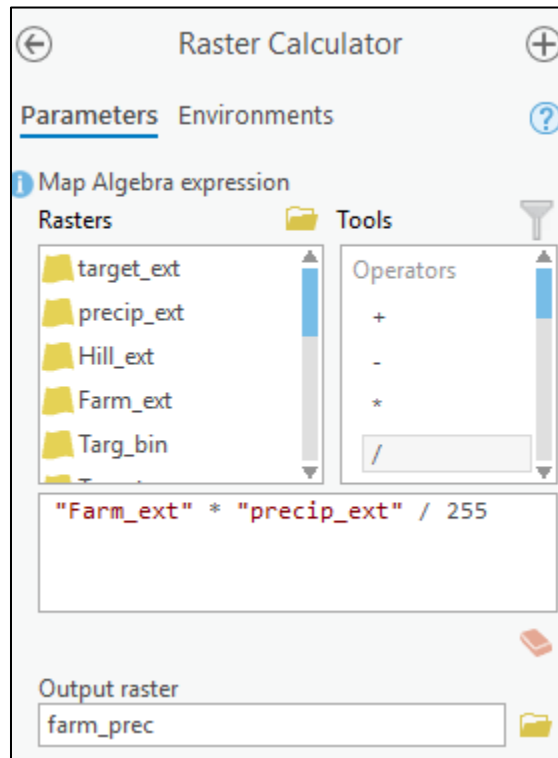 Raster Calculator
Parameters Environments
Map Algebra expression
Rasters Tools
target_ext
precip_ext
Hill_ext
Farm_ext
Targ_bin
Operators
+
-
*
/
"Farm_ext" * "precip_ext" / 255
Output raster
farm_prec